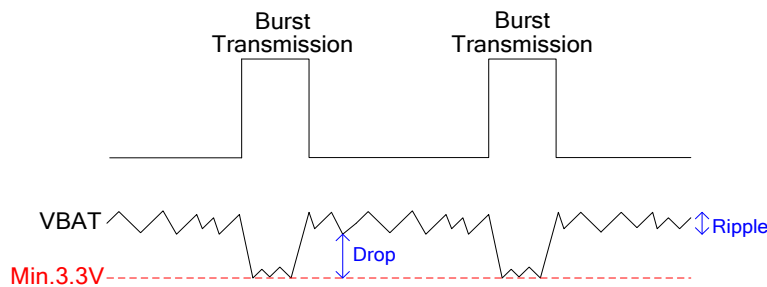 Burst
Transmission
Burst
Transmission
VBAT
Ripple
Drop
Min.3.3V